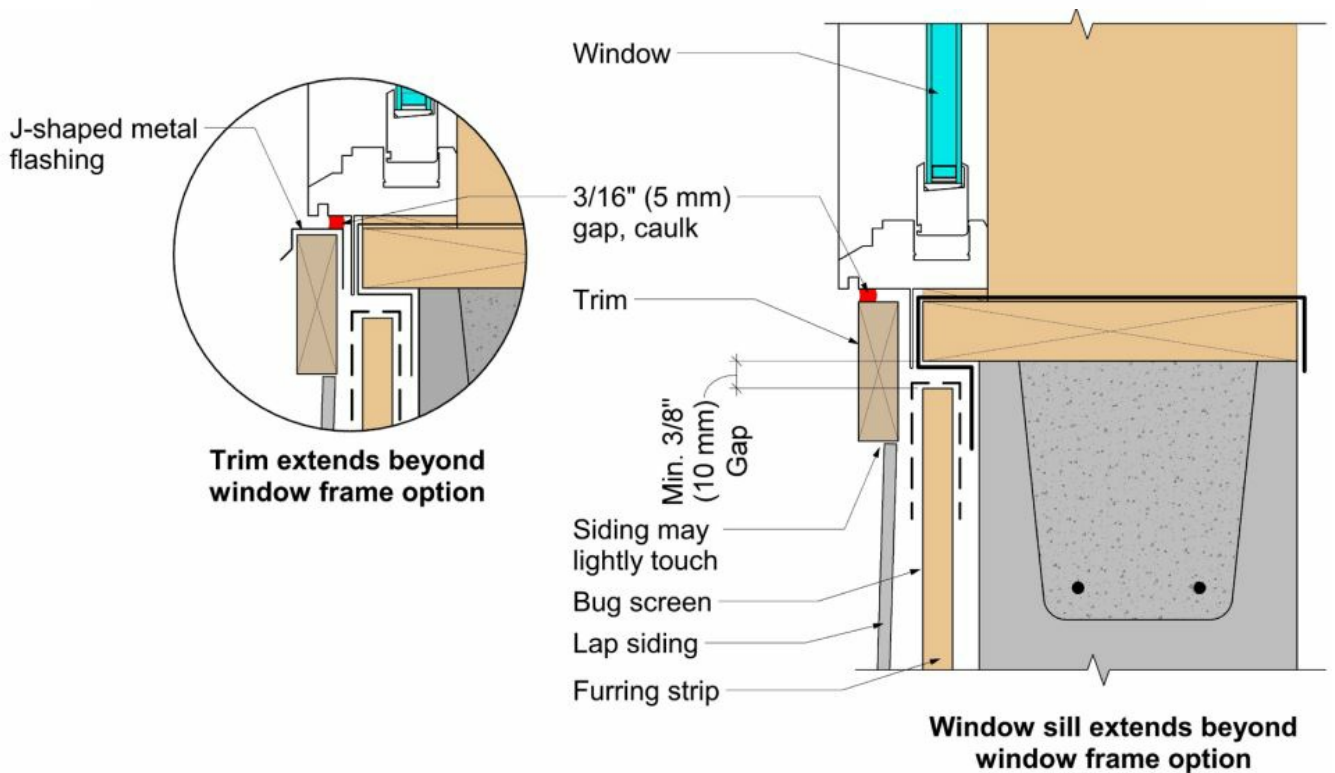 J-shaped metal
flashing
Trim extends beyond
window frame option
Window
3/16" (5 mm)
gap, caulk
Trim
Min. 3/8"
(10 mm)
Gap
Siding may
lightly touch
Bug screen
Lap siding
Furring strip
Window sill extends beyond
window frame option